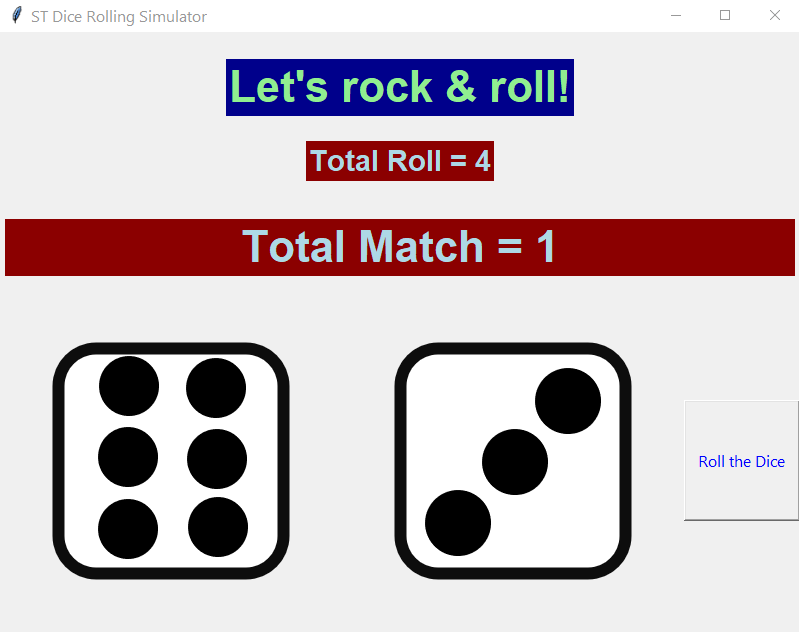 ST Dice Rolling Simulator
Let's rock & roll!
Total Roll = 4
Total Match = 1
Roll the Dice